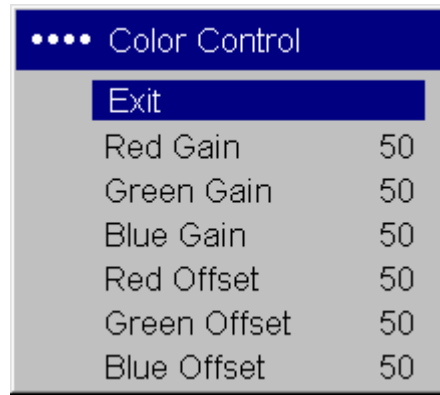 •••• Color Control
Exit
Red Gain 50
Green Gain 50
Blue Gain 50
Red Offset 50
Green Offset 50
Blue Offset 50